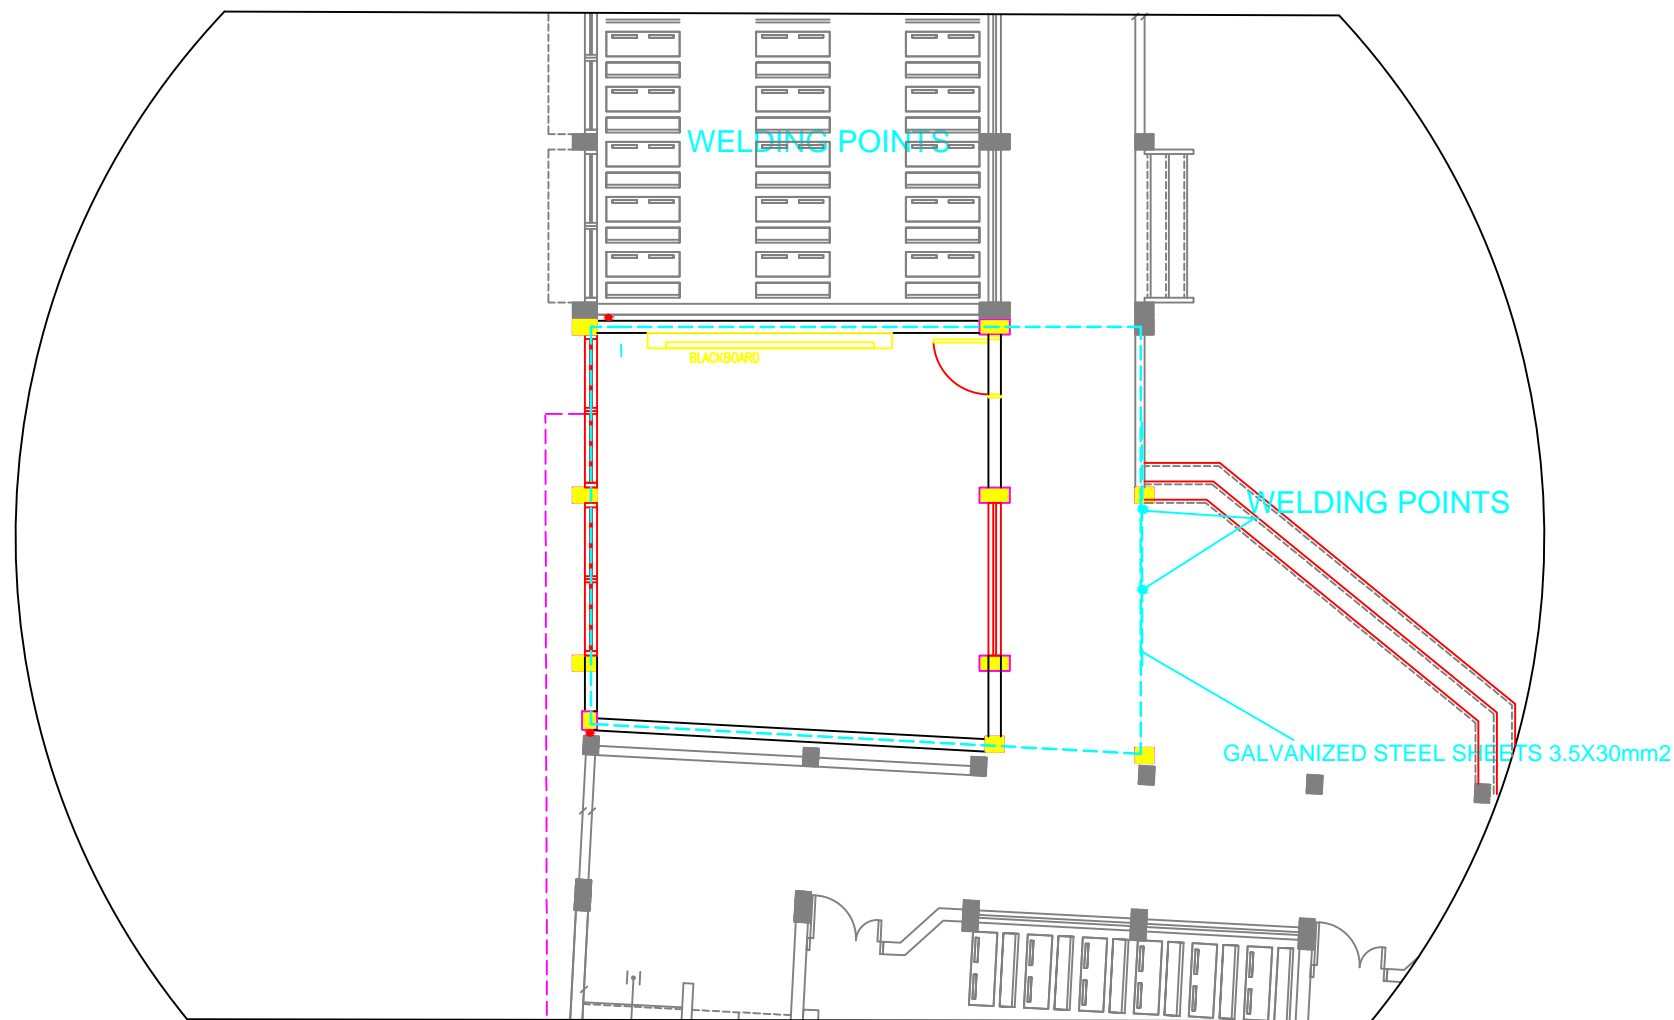 WELDING POINTS
BLACKBOARD
WELDING POINTS
GALVANIZED STEEL SHEETS 3.5X30mm2